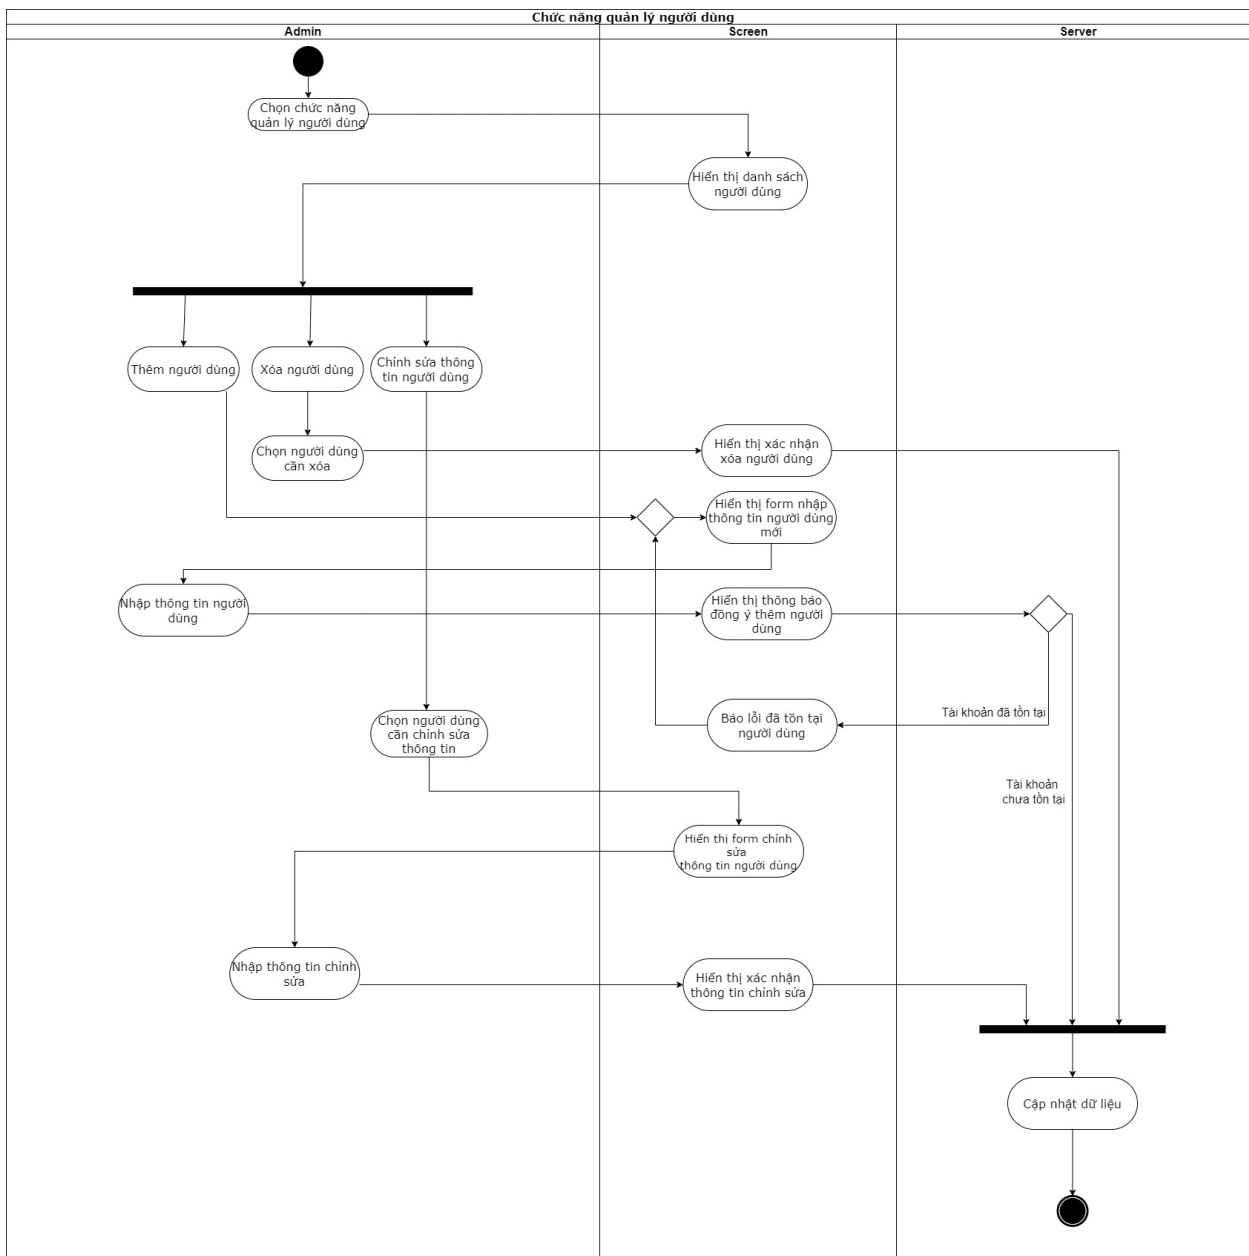 Chức năng quản lý người dùng
Admin
Screen
Server
Chọn chức năng
quản lý người dùng
Hiển thị danh sách
người dùng
Thêm người dùng
Xóa người dùng
Chỉnh sửa thông
tin người dùng
Chọn người dùng
cần xóa
Hiển thị xác nhận
xóa người dùng
Hiển thị form nhập
thông tin người dùng
mới
Nhập thông tin người
dùng
Hiển thị thông báo
đồng ý thêm người
dùng
Chọn người dùng
cần chỉnh sửa
thông tin
Báo lỗi đã tồn tại
người dùng
Tài khoản đã tồn tại
Tài khoản
chưa tồn tại
Hiển thị form chỉnh
sửa
thông tin người dùng
Nhập thông tin chỉnh
sửa
Hiển thị xác nhận
thông tin chỉnh sửa
Cập nhật dữ liệu